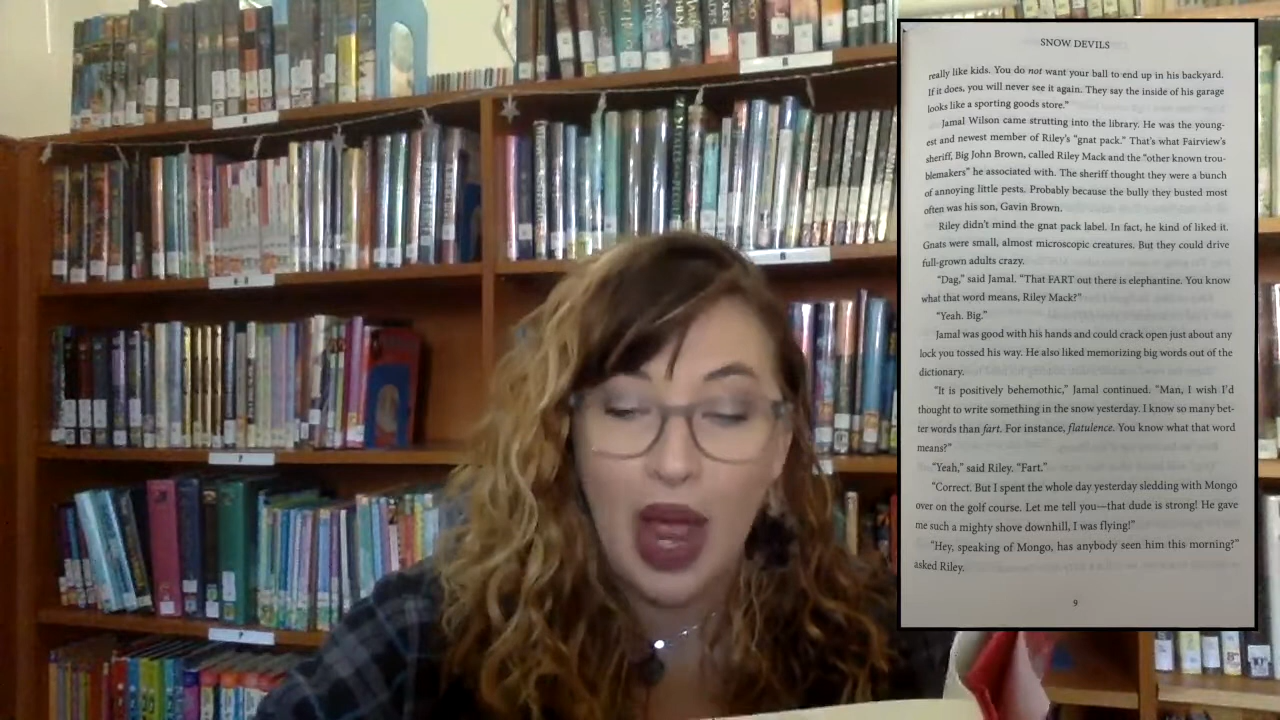 SNOW DEVILS
really like kids. You do not want your ball to end up in his backyard.
If it does, you will never see it again. They say the inside of his garage
looks like a sporting goods store.”
Jamal Wilson came strutting into the library. He was the young-
est and newest member of Riley’s “gnat pack.” That’s what Fairview’s
sheriff, Big John Brown, called Riley Mack and the “other known trou-
blemakers” he associated with. The sheriff thought they were a bunch
of annoying little pests. Probably because the bully they busted most
often was his son, Gavin Brown.
Riley didn’t mind the gnat pack label. In fact, he kind of liked it.
Gnats were small, almost microscopic creatures. But they could drive
full-grown adults crazy.
“Dag,” said Jamal. “That FART out there is elephantine. You know
what that word means, Riley Mack?”
“Yeah. Big.”
Jamal was good with his hands and could crack open just about any
lock you tossed his way. He also liked memorizing big words out of the
dictionary.
“It is positively behemothic,” Jamal continued. “Man, I wish I’d
thought to write something in the snow yesterday. I know so many bet-
ter words than fart. For instance, flatulence. You know what that word
means?”
“Yeah,” said Riley. “Fart.”
“Correct. But I spent the whole day yesterday sledding with Mongo
over on the golf course. Let me tell you—that dude is strong! He gave
me such a mighty shove downhill, I was flying!”
“Hey, speaking of Mongo, has anybody seen him this morning?”
asked Riley.
9